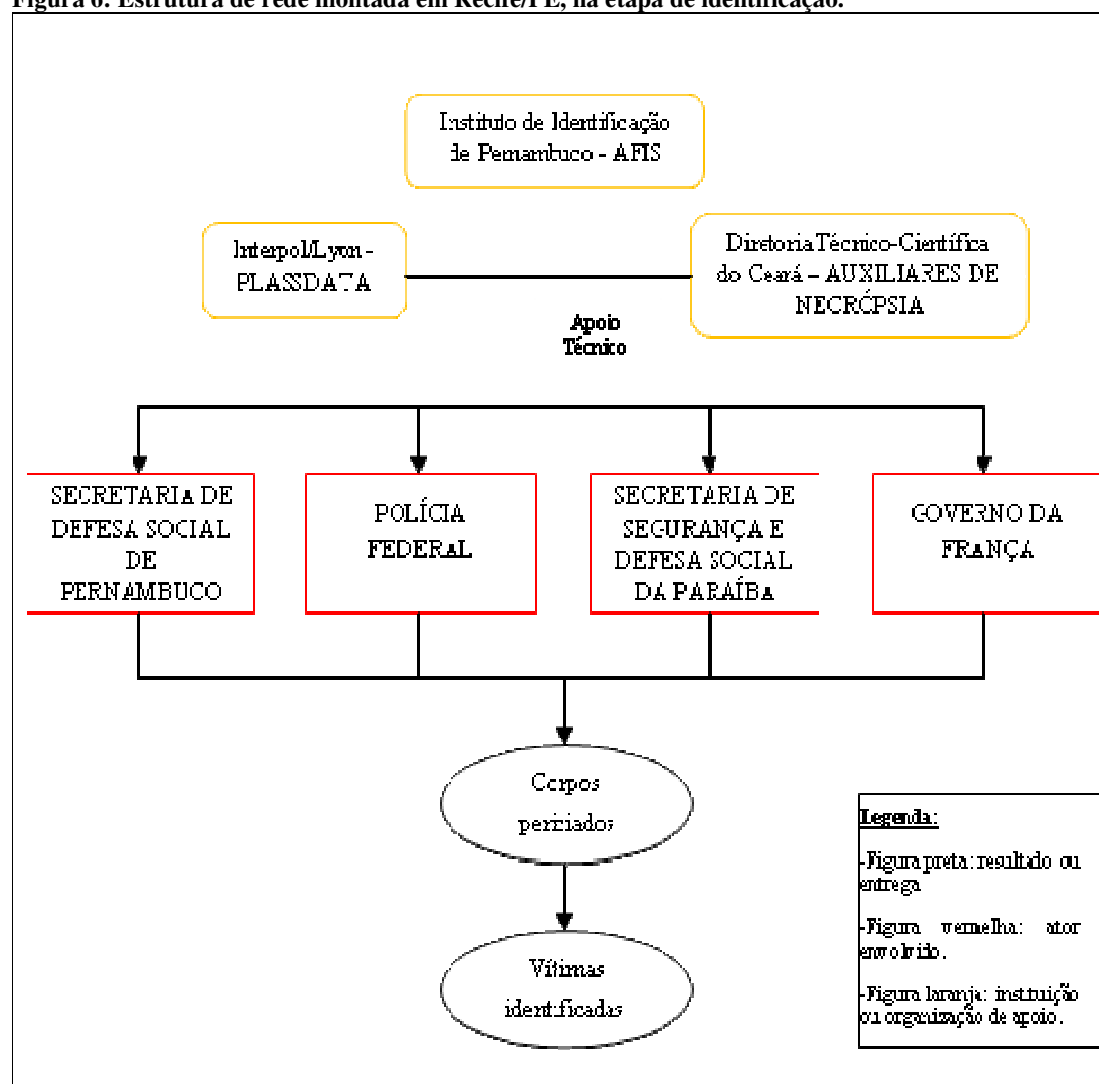 Figura 6: Estrutura de rede montada em Recife/PE, na etapa de identificação.
Instituto de Identificação
de Pernambuco - AFIS
Interpol/Lyon -
PLASSDATA
Diretoria Técnico-Científica
do Ceará – AUXILIARES DE
NECRÓPSIA
Apoio
Técnico
SECRETARIA DE
DEFESA SOCIAL
DE
PERNAMBUCO
POLÍCIA
FEDERAL
SECRETARIA DE
SEGURANÇA E
DEFESA SOCIAL
DA PARAÍBA
GOVERNO DA
FRANÇA
Corpos
periciados
Vítimas
identificadas
Legenda:
-Figura preta: resultado ou
entrega
-Figura vermelha: ator
envolvido.
-Figura laranja: instituição
ou organização de apoio.